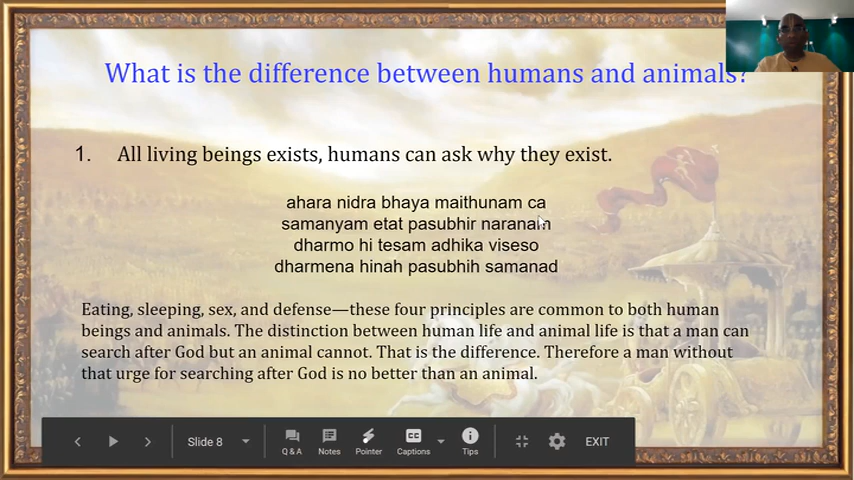 What is the difference between humans and animals?
1. All living beings exists, humans can ask why they exist.
ahara nidra bhaya maithunam ca
samanyam etat pasubhir naranam
dharmo hi tesam adhika viseso
dharmena hinah pasubhih samanad
Eating, sleeping, sex, and defense—these four principles are common to both human
beings and animals. The distinction between human life and animal life is that a man can
search after God but an animal cannot. That is the difference. Therefore a man without
that urge for searching after God is no better than an animal.
Slide 8
Q & A
Notes
Pointer
CC
Captions
Tips
EXIT